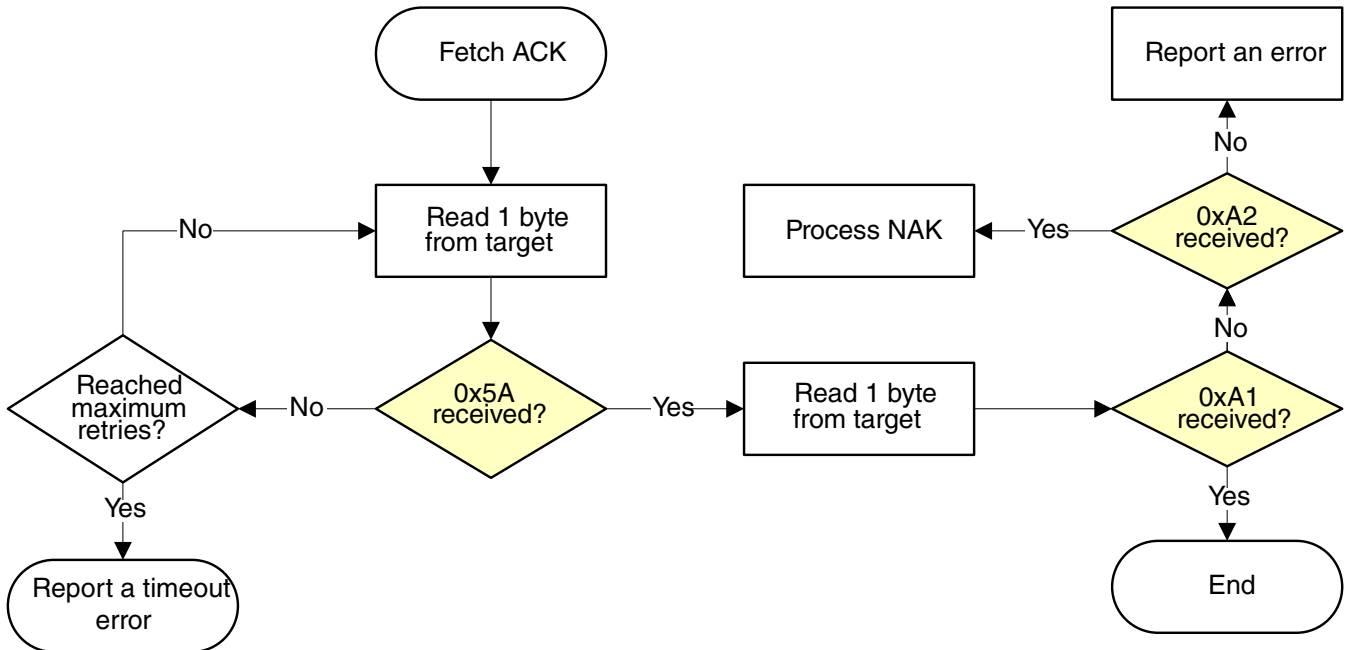 Fetch ACK
Report an error
No
No
Read 1 byte
from target
Process NAK
Yes
0xA2
received?
No
Reached
maximum
retries?
No
0x5A
received?
Yes
Read 1 byte
from target
0xA1
received?
Yes
Yes
Report a timeout
error
End